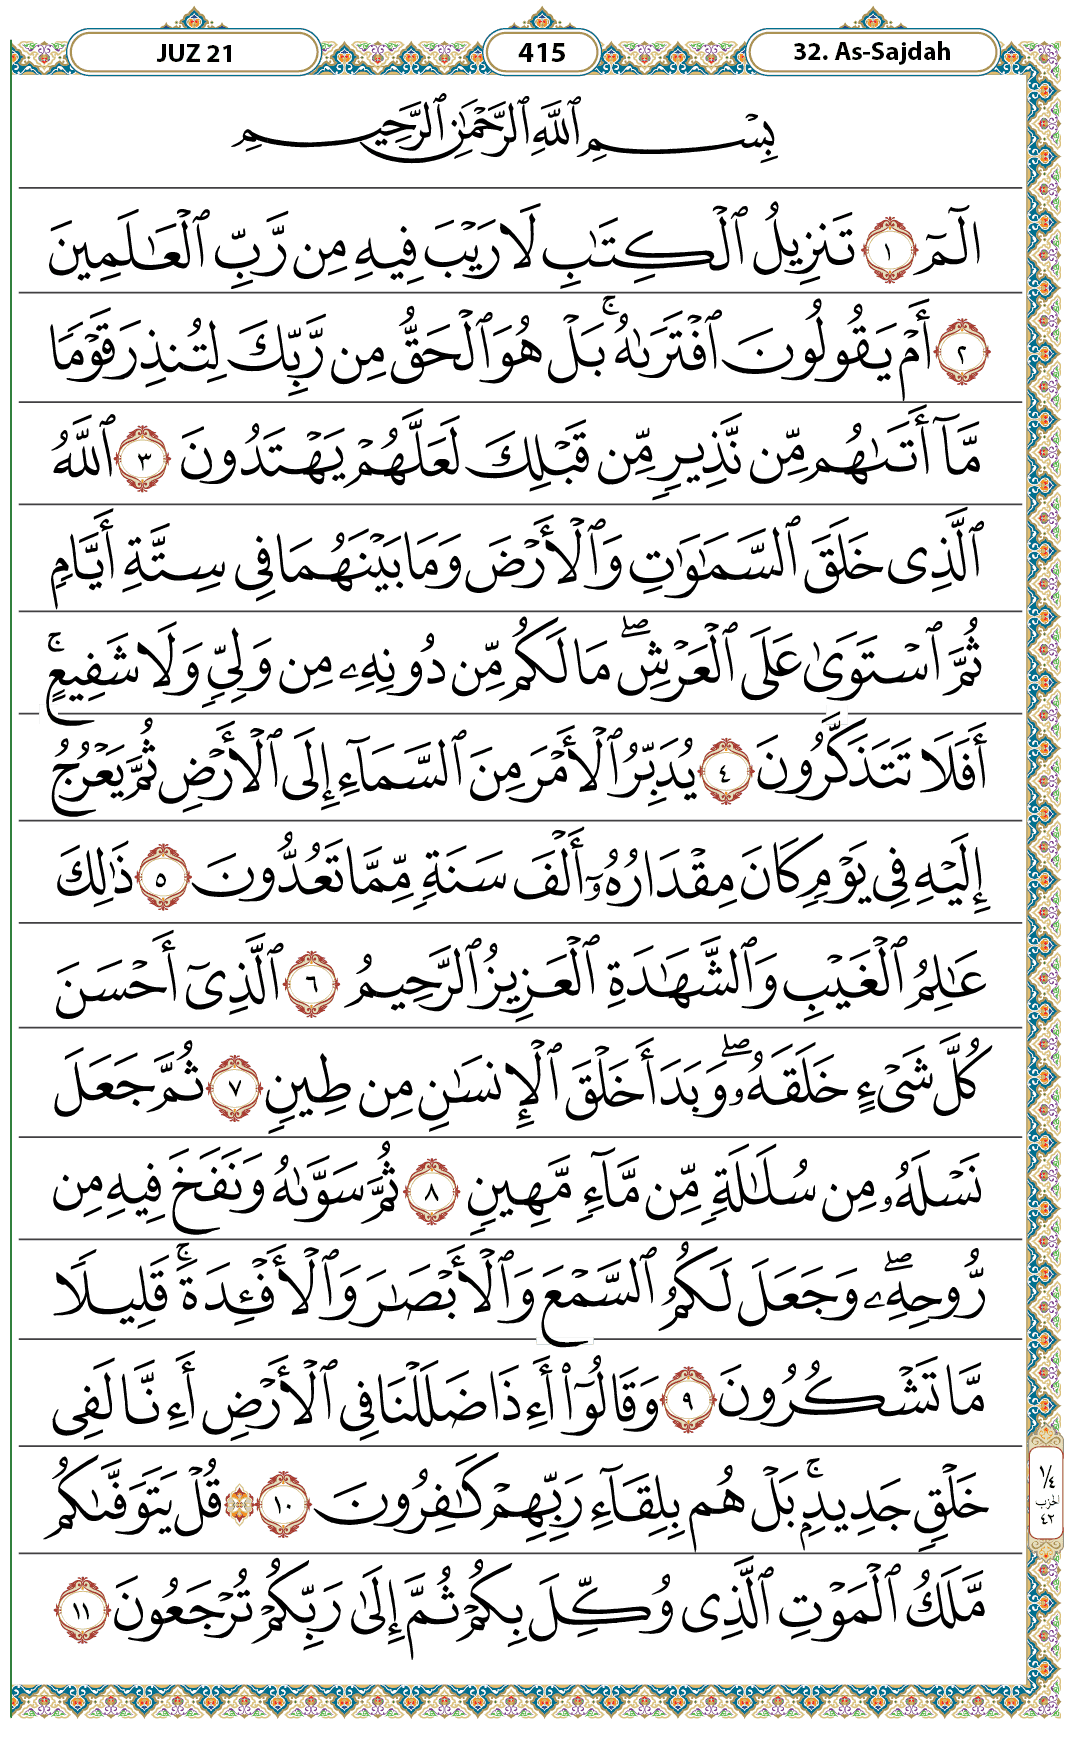 JUZ 21
415
32. As-Sajdah
بِسْمِ ٱللَّهِ ٱلرَّحْمَٰنِ ٱلرَّحِيمِ
الٓمٓ ١ تَنزِيلُ ٱلْكِتَٰبِ لَا رَيْبَ فِيهِ مِن رَّبِّ ٱلْعَٰلَمِينَ
٢ أَمْ يَقُولُونَ ٱفْتَرَىٰهُ ۚ بَلْ هُوَ ٱلْحَقُّ مِن رَّبِّكَ لِتُنذِرَ قَوْمًا
مَّآ أَتَىٰهُم مِّن نَّذِيرٍ مِّن قَبْلِكَ لَعَلَّهُمْ يَهْتَدُونَ ٣ ٱللَّهُ
ٱلَّذِى خَلَقَ ٱلسَّمَٰوَٰتِ وَٱلْأَرْضَ وَمَا بَيْنَهُمَا فِى سِتَّةِ أَيَّامٍ
ثُمَّ ٱسْتَوَىٰ عَلَى ٱلْعَرْشِ ۖ مَا لَكُم مِّن دُونِهِۦ مِن وَلِىٍّ وَلَا شَفِيعٍ ۚ
أَفَلَا تَتَذَكَّرُونَ ٤ يُدَبِّرُ ٱلْأَمْرَ مِنَ ٱلسَّمَآءِ إِلَى ٱلْأَرْضِ ثُمَّ يَعْرُجُ
إِلَيْهِ فِى يَوْمٍ كَانَ مِقْدَارُهُۥٓ أَلْفَ سَنَةٍ مِّمَّا تَعُدُّونَ ٥ ذَٰلِكَ
عَٰلِمُ ٱلْغَيْبِ وَٱلشَّهَٰدَةِ ٱلْعَزِيزُ ٱلرَّحِيمُ ٦ ٱلَّذِىٓ أَحْسَنَ
كُلَّ شَىْءٍ خَلَقَهُۥ ۖ وَبَدَأَ خَلْقَ ٱلْإِنسَٰنِ مِن طِينٍ ٧ ثُمَّ جَعَلَ
نَسْلَهُۥ مِن سُلَٰلَةٍ مِّن مَّآءٍ مَّهِينٍ ٨ ثُمَّ سَوَّىٰهُ وَنَفَخَ فِيهِ مِن
رُّوحِهِۦ ۖ وَجَعَلَ لَكُمُ ٱلسَّمْعَ وَٱلْأَبْصَٰرَ وَٱلْأَفْـِٔدَةَ ۚ قَلِيلًا
مَّا تَشْكُرُونَ ٩ وَقَالُوٓا۟ أَءِذَا ضَلَلْنَا فِى ٱلْأَرْضِ أَءِنَّا لَفِى
خَلْقٍ جَدِيدٍۭ ۚ بَلْ هُم بِلِقَآءِ رَبِّهِمْ كَٰفِرُونَ ١٠ ۞ قُلْ يَتَوَفَّىٰكُم
مَّلَكُ ٱلْمَوْتِ ٱلَّذِى وُكِّلَ بِكُمْ ثُمَّ إِلَىٰ رَبِّكُمْ تُرْجَعُونَ ١١
١/٤
الحزب
٤٢